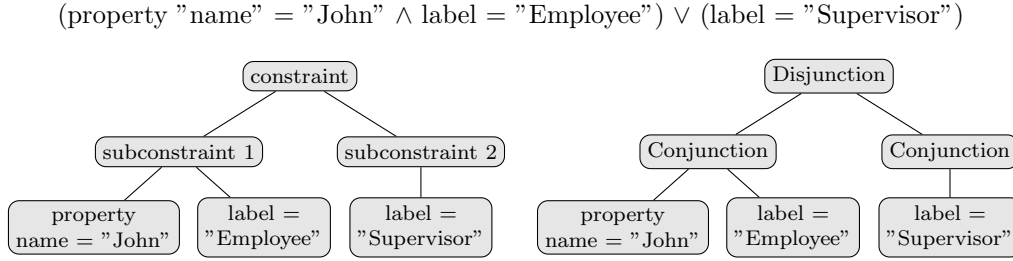 (property ”name” = ”John” ∧ label = ”Employee”) ∨ (label = ”Supervisor”)
constraint
subconstraint 1
subconstraint 2
property
name = ”John”
label =
”Employee”
label =
”Supervisor”
Disjunction
Conjunction
Conjunction
property
name = ”John”
label =
”Employee”
label =
”Supervisor”